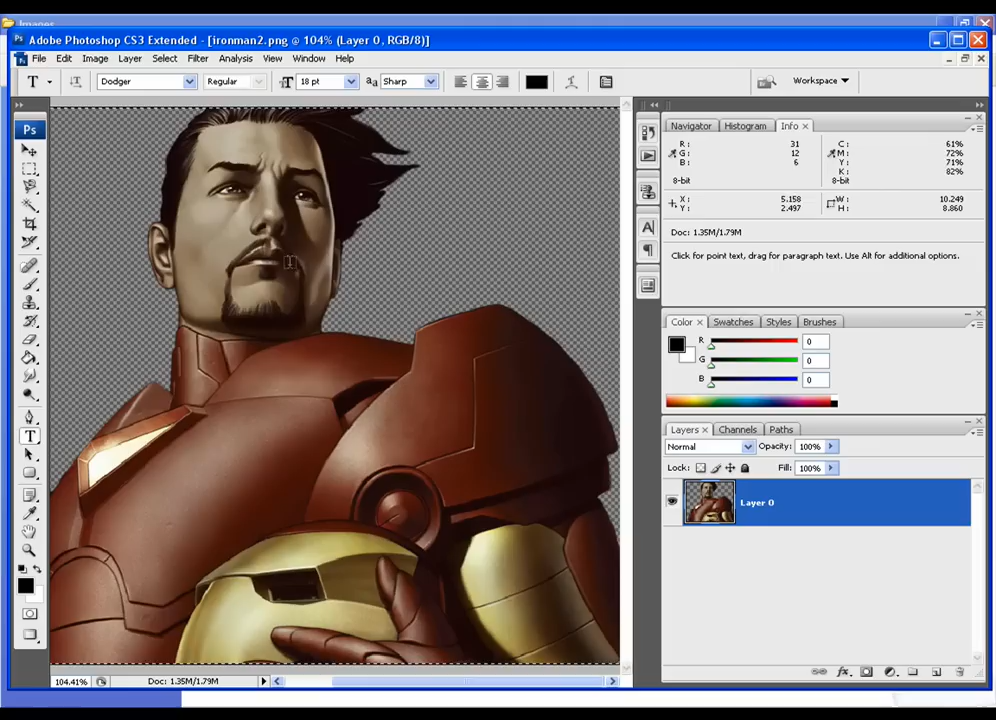 Images
Adobe Photoshop CS3 Extended - [ironman2.png @ 104% (Layer 0, RGB/8)]
File Edit Image Layer Select Filter Analysis View Window Help
T Dodger Regular T 18 pt aa Sharp Workspace
Ps
Navigator Histogram Info x
R: 31 C: 61%
G: 12 M: 72%
B: 6 Y: 71%
K: 82%
8-bit 8-bit
X: 5.158 W: 10.249
Y: 2.497 H: 8.860
Doc: 1.35M/1.79M
Click for point text, drag for paragraph text. Use Alt for additional options.
Color x Swatches Styles Brushes
R 0
G 0
B 0
Layers x Channels Paths
Normal Opacity: 100%
Lock: Fill: 100%
Layer 0
T
A
104.41% Doc: 1.35M/1.79M